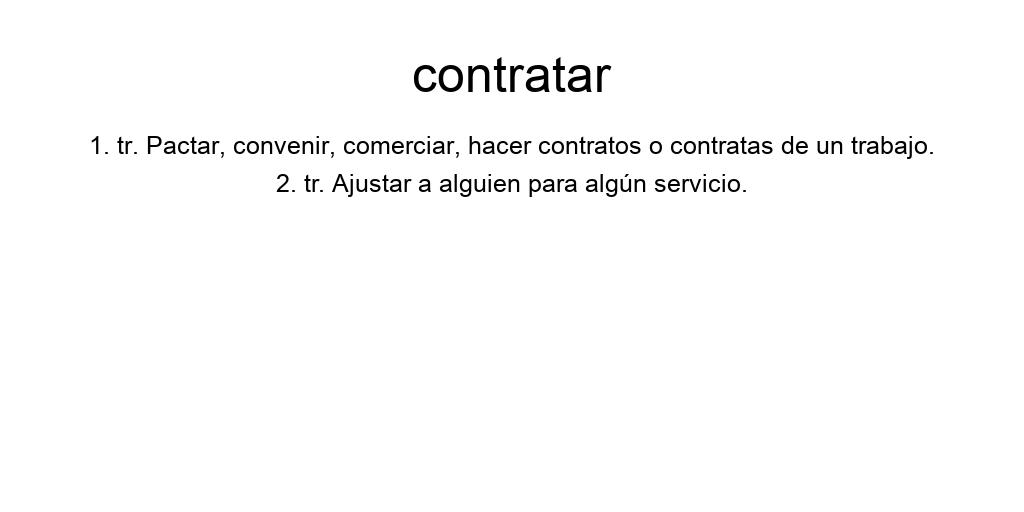 contratar
1. tr. Pactar, convenir, comerciar, hacer contratos o contratas de un trabajo.
2. tr. Ajustar a alguien para algún servicio.